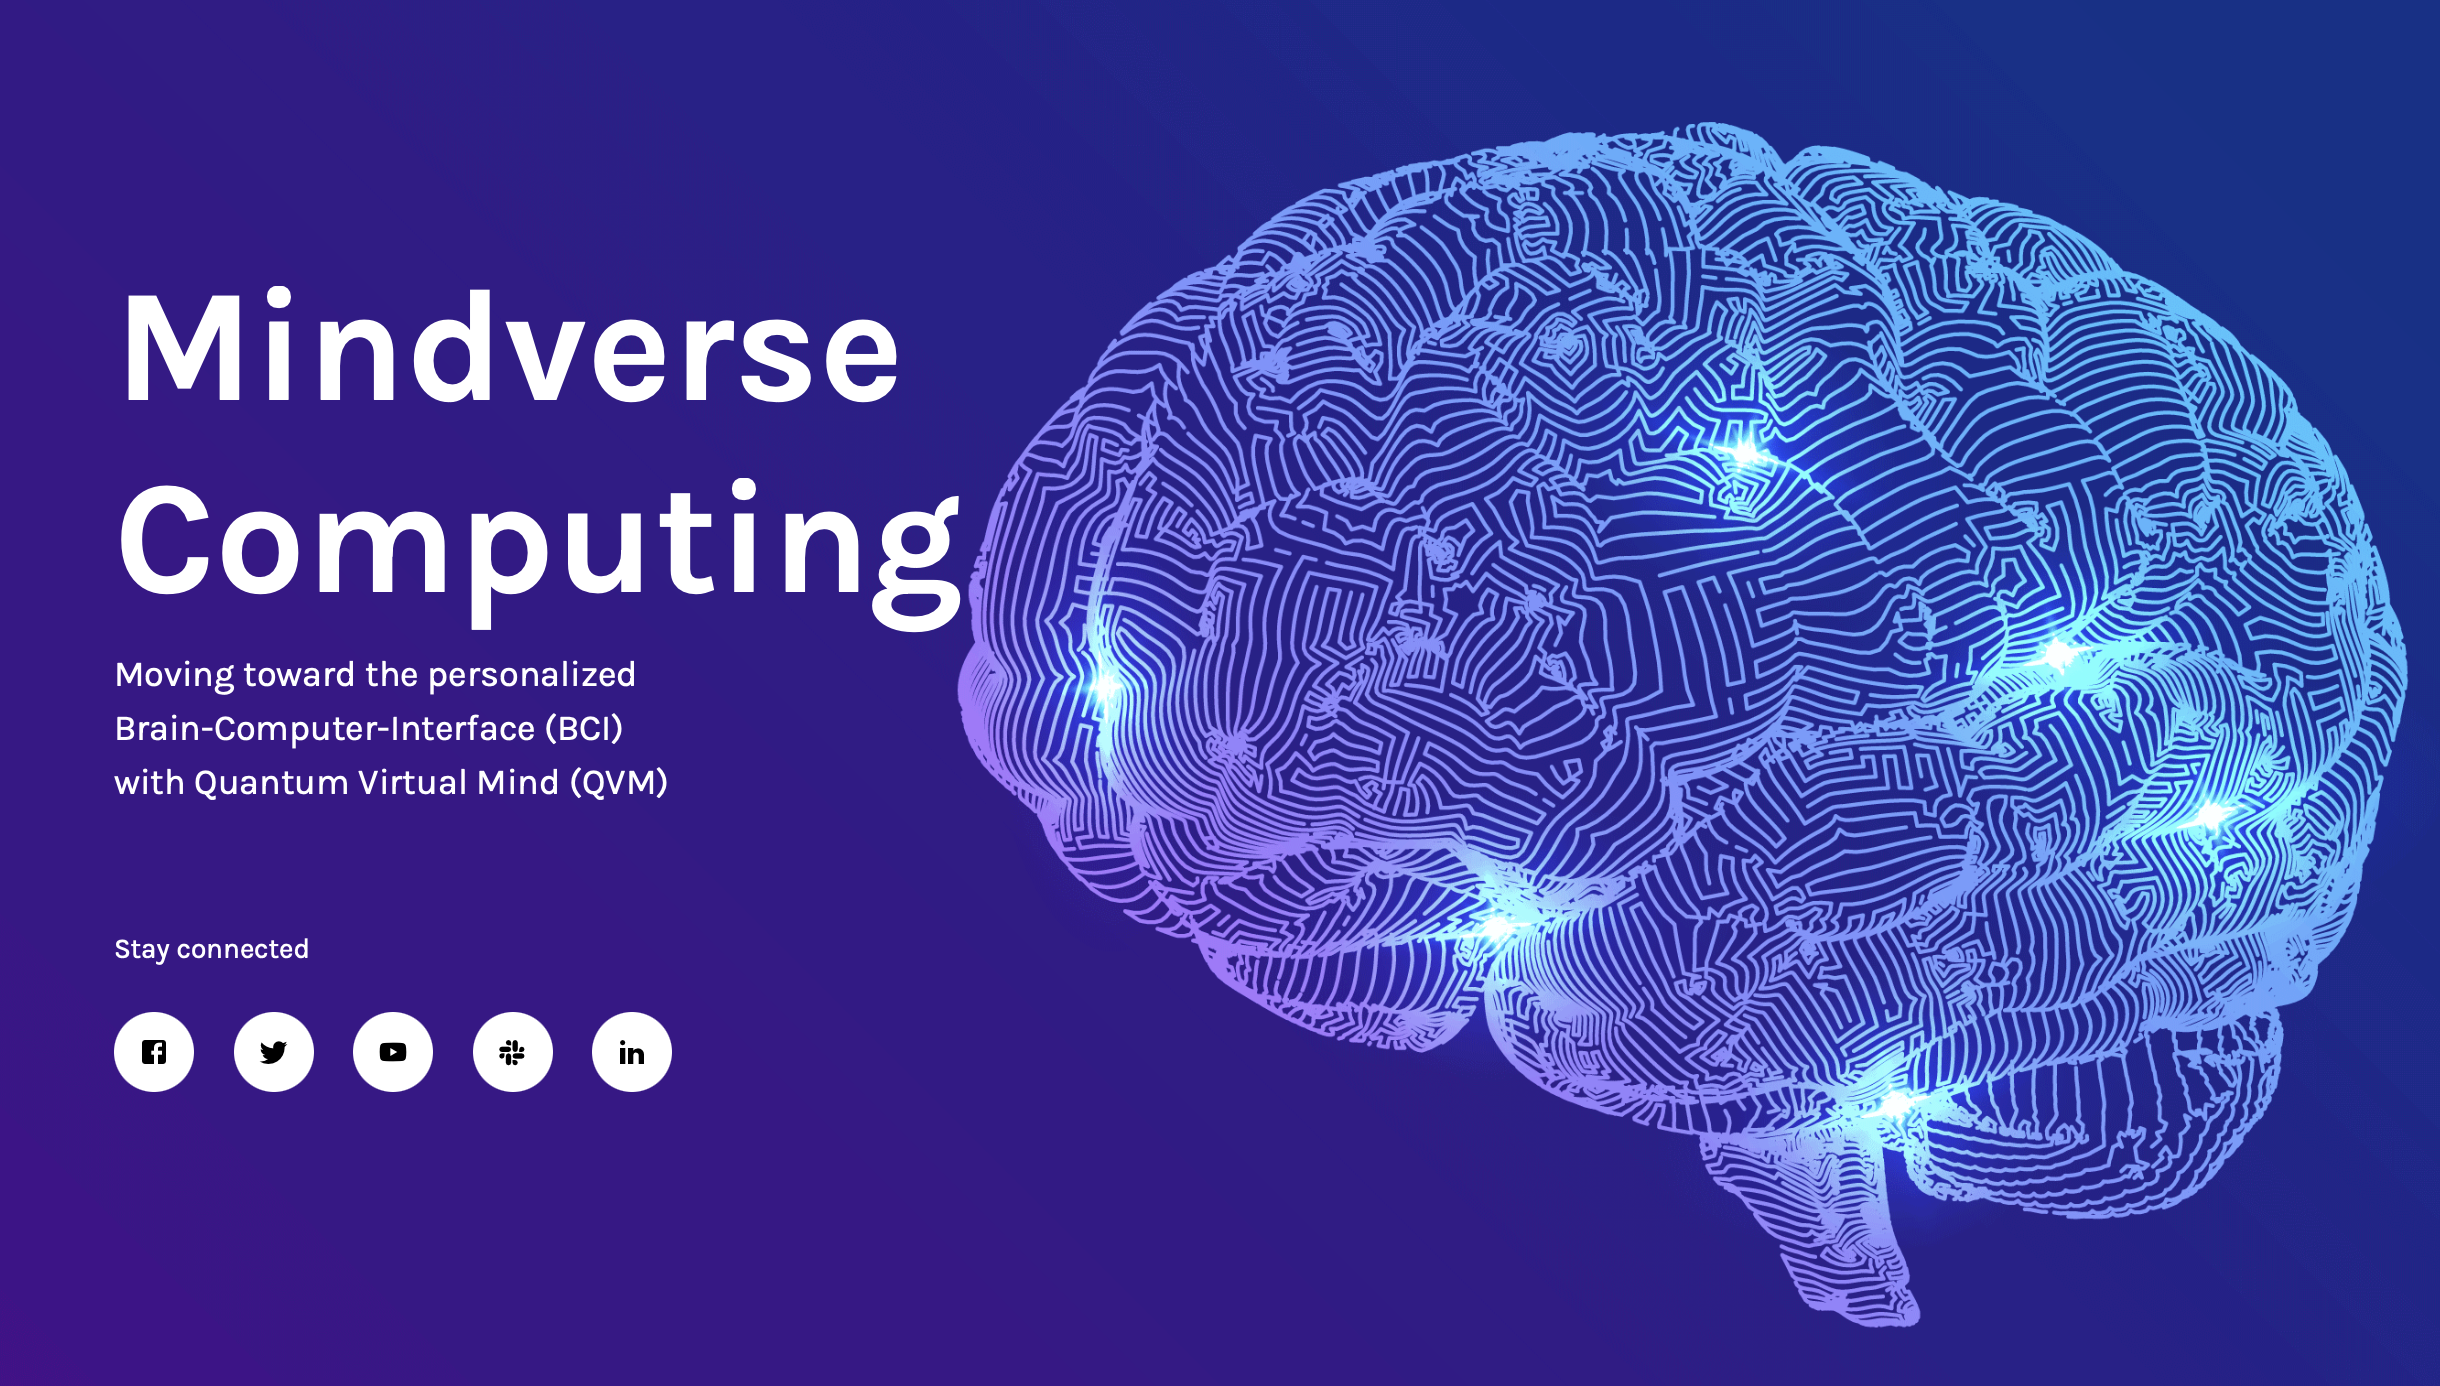 Mindverse
Computing
Moving toward the personalized
Brain-Computer-Interface (BCI)
with Quantum Virtual Mind (QVM)
Stay connected
in